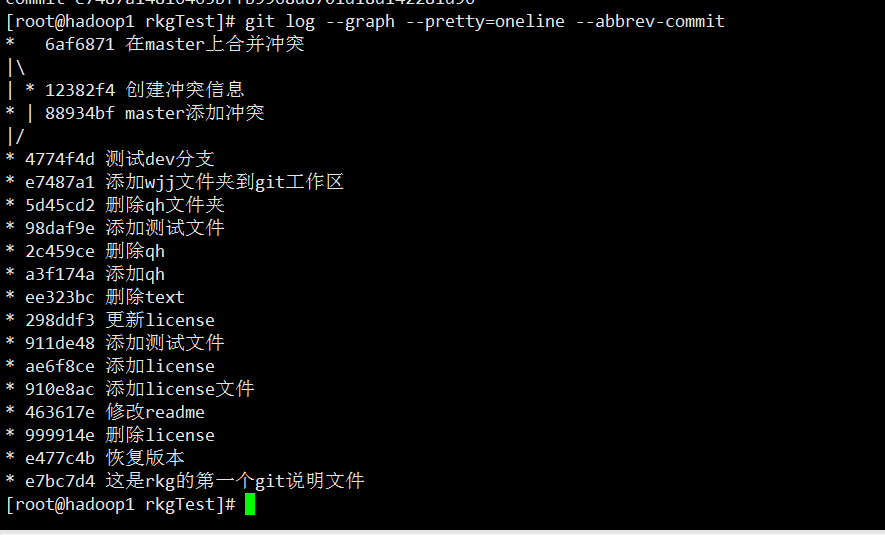 [root@hadoop1 rkgTest]# git log --graph --pretty=oneline --abbrev-commit
*   6af6871 在master上合并冲突
|\
| * 12382f4 创建冲突信息
* | 88934bf master添加冲突
|/
* 4774f4d 测试dev分支
* e7487a1 添加wjj文件夹到git工作区
* 5d45cd2 删除qh文件夹
* 98daf9e 添加测试文件
* 2c459ce 删除qh
* a3f174a 添加qh
* ee323bc 删除text
* 298ddf3 更新license
* 911de48 添加测试文件
* ae6f8ce 添加license
* 910e8ac 添加license文件
* 463617e 修改readme
* 999914e 删除license
* e477c4b 恢复版本
* e7bc7d4 这是rkg的第一个git说明文件
[root@hadoop1 rkgTest]#